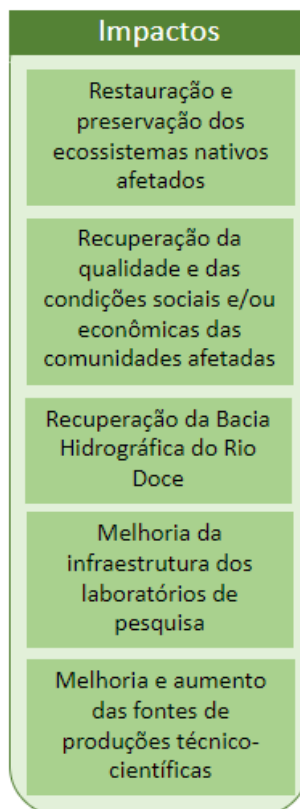 Impactos
Restauração e
preservação dos
ecossistemas nativos
afetados
Recuperação da
qualidade e das
condições sociais e/ou
econômicas das
comunidades afetadas
Recuperação da Bacia
Hidrográfica do Rio
Doce
Melhoria da
infraestrutura dos
laboratórios de
pesquisa
Melhoria e aumento
das fontes de
produções técnico-
científicas